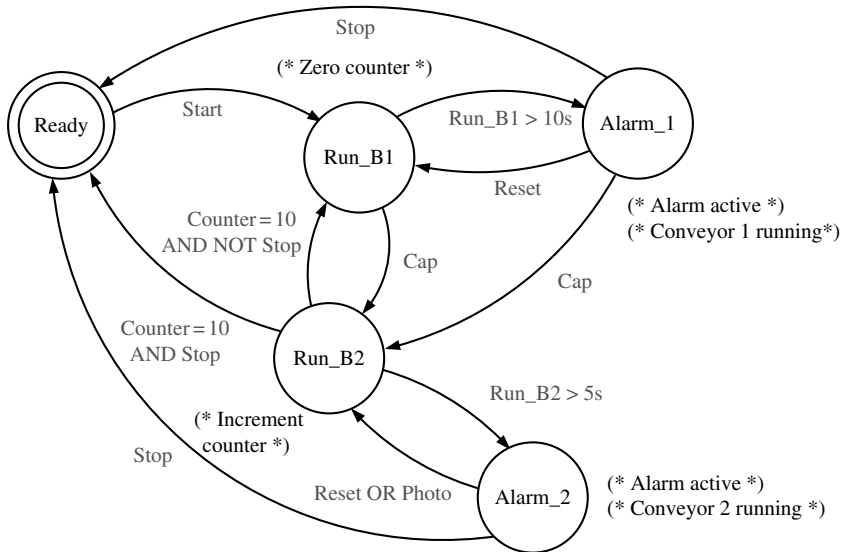 Stop
(* Zero counter *)
Ready
Start
Run_B1 > 10s
Alarm_1
Run_B1
Reset
(* Alarm active *)
(* Conveyor 1 running*)
Counter = 10
AND NOT Stop
Cap
Cap
Counter = 10
AND Stop
Run_B2
Run_B2 > 5s
(* Increment
counter *)
Stop
Reset OR Photo
Alarm_2
(* Alarm active *)
(* Conveyor 2 running *)